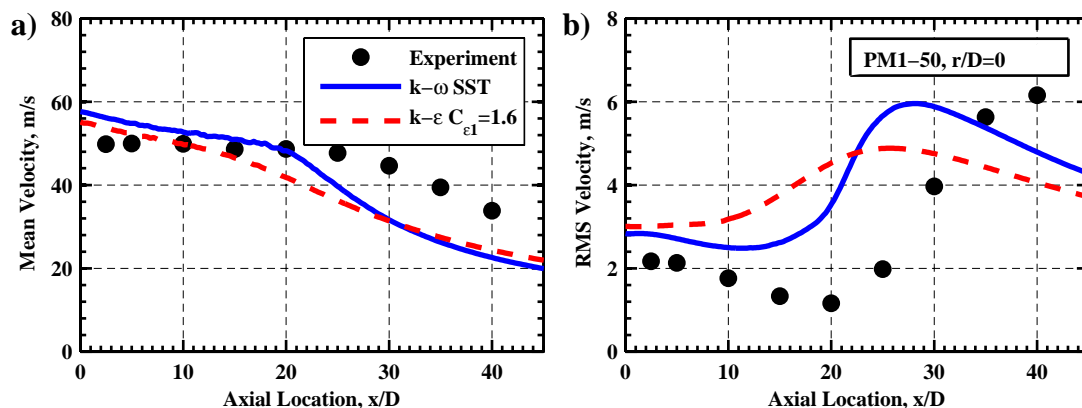 a)
80
60
40
20
0
Mean Velocity, m/s
0 10 20 30 40
Axial Location, x/D
Experiment
k−ω SST
k−ε C_ε1=1.6
b)
8
6
4
2
0
RMS Velocity, m/s
0 10 20 30 40
Axial Location, x/D
PM1−50, r/D=0